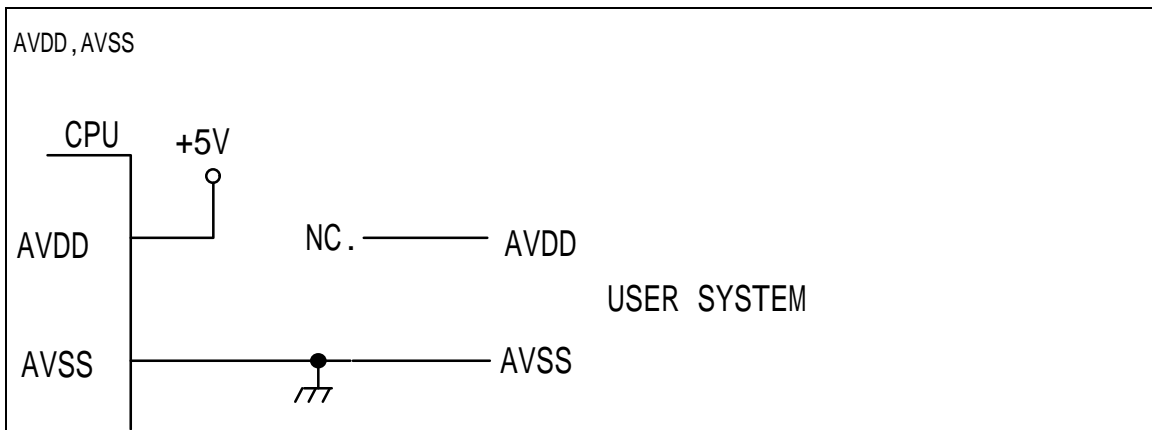 AVDD,AVSS
CPU
+5V
AVDD
NC.
AVDD
USER SYSTEM
AVSS
AVSS